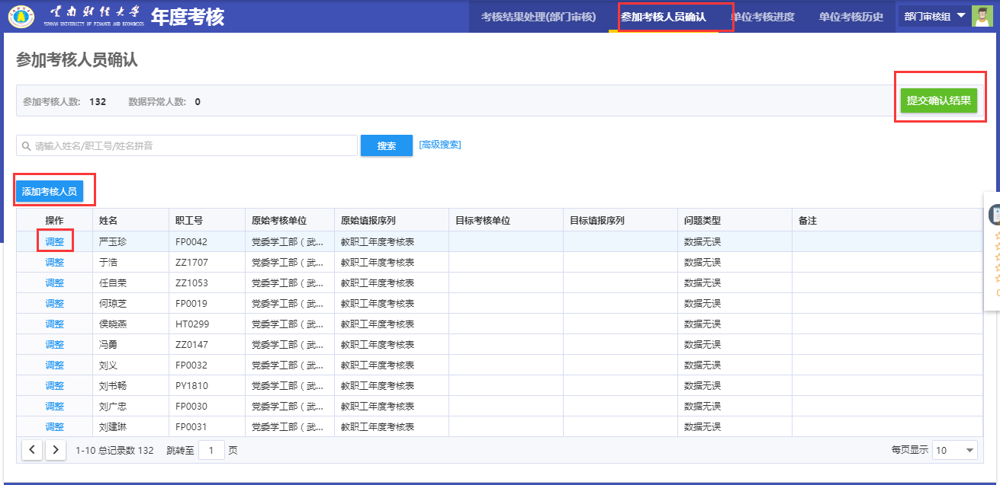 云南财经大学
YUNNAN UNIVERSITY OF FINANCE AND ECONOMICS
年度考核
考核结果处理(部门审核) 参加考核人员确认 单位考核进度 单位考核历史 部门审核组
参加考核人员确认
参加考核人数: 132 数据异常人数: 0 提交确认结果
请输入姓名/职工号/姓名拼音 搜索 [高级搜索]
添加考核人员
操作 姓名 职工号 原始考核单位 原始填报序列 目标考核单位 目标填报序列 问题类型 备注
调整 严玉珍 FP0042 党委学工部（武... 教职工年度考核表 数据无误
调整 于浩 ZZ1707 党委学工部（武... 教职工年度考核表 数据无误
调整 任自荣 ZZ1053 党委学工部（武... 教职工年度考核表 数据无误
调整 何琼芝 FP0019 党委学工部（武... 教职工年度考核表 数据无误
调整 侯晓燕 HT0299 党委学工部（武... 教职工年度考核表 数据无误
调整 冯勇 ZZ0147 党委学工部（武... 教职工年度考核表 数据无误
调整 刘义 FP0032 党委学工部（武... 教职工年度考核表 数据无误
调整 刘书畅 PY1810 党委学工部（武... 教职工年度考核表 数据无误
调整 刘广忠 FP0030 党委学工部（武... 教职工年度考核表 数据无误
调整 刘建琳 FP0031 党委学工部（武... 教职工年度考核表 数据无误
1-10 总记录数 132 跳转至 1 页 每页显示 10